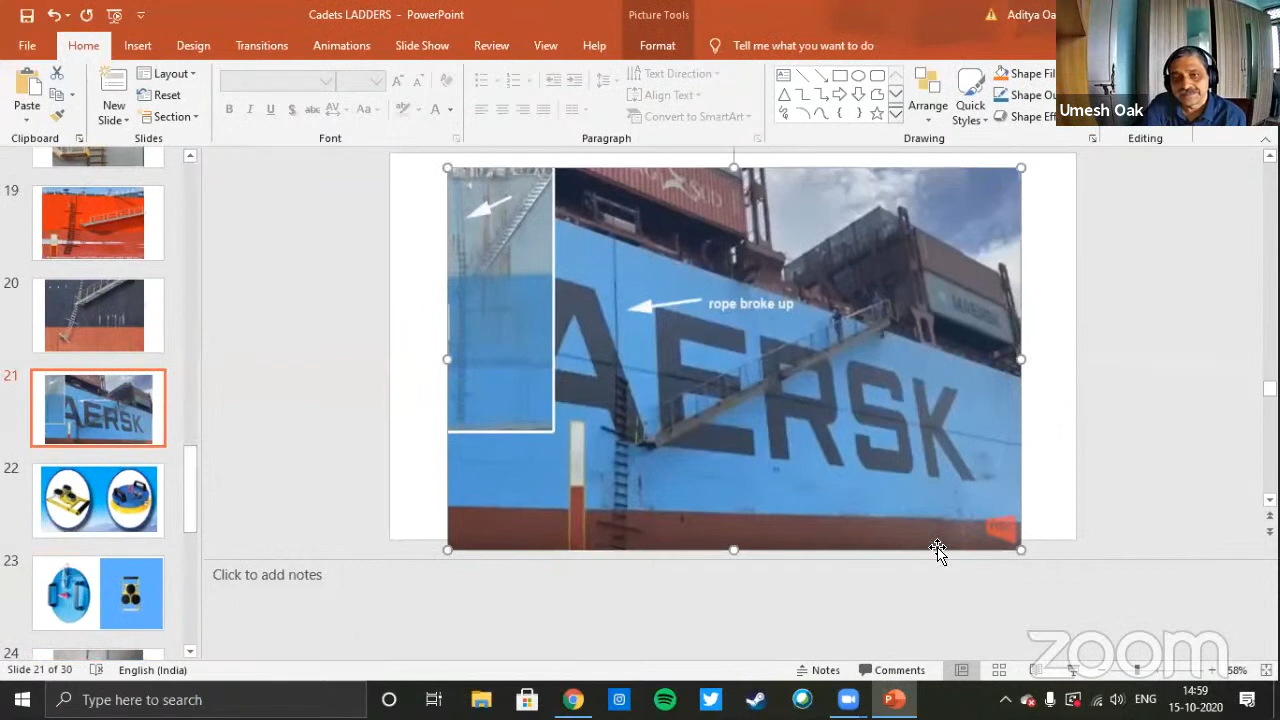 Cadets LADDERS - PowerPoint
Picture Tools
Aditya Oa
File Home Insert Design Transitions Animations Slide Show Review View Help Format Tell me what you want to do
Paste
New
Slide
Layout
Reset
Section
B I U S abc AV Aa A
Text Direction
Align Text
Convert to SmartArt
Arrange
Quick
Styles
Shape Fil
Shape Ou
Shape Eff
Clipboard Slides Font Paragraph Drawing Editing
Umesh Oak
19
20
21
22
23
24
rope broke up
AERSK
Click to add notes
zoom
Slide 21 of 30 English (India) Notes Comments 58%
Type here to search
ENG
14:59
15-10-2020